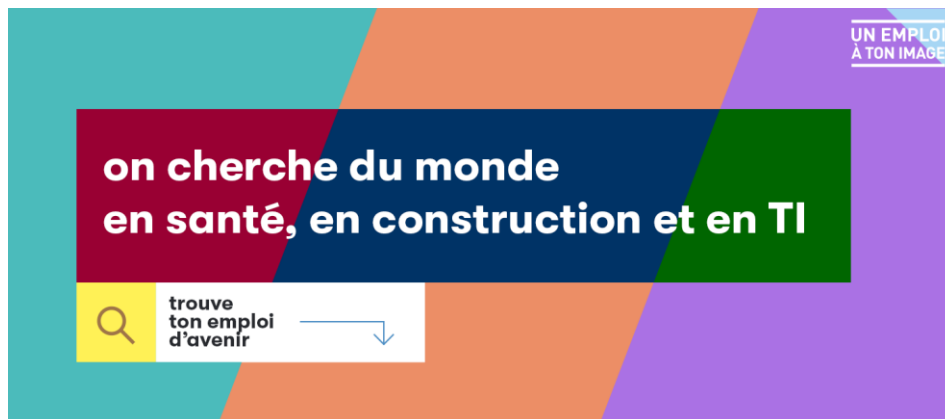 UN EMPLOI
À TON IMAGE
on cherche du monde
en santé, en construction et en TI
trouve
ton emploi
d'avenir